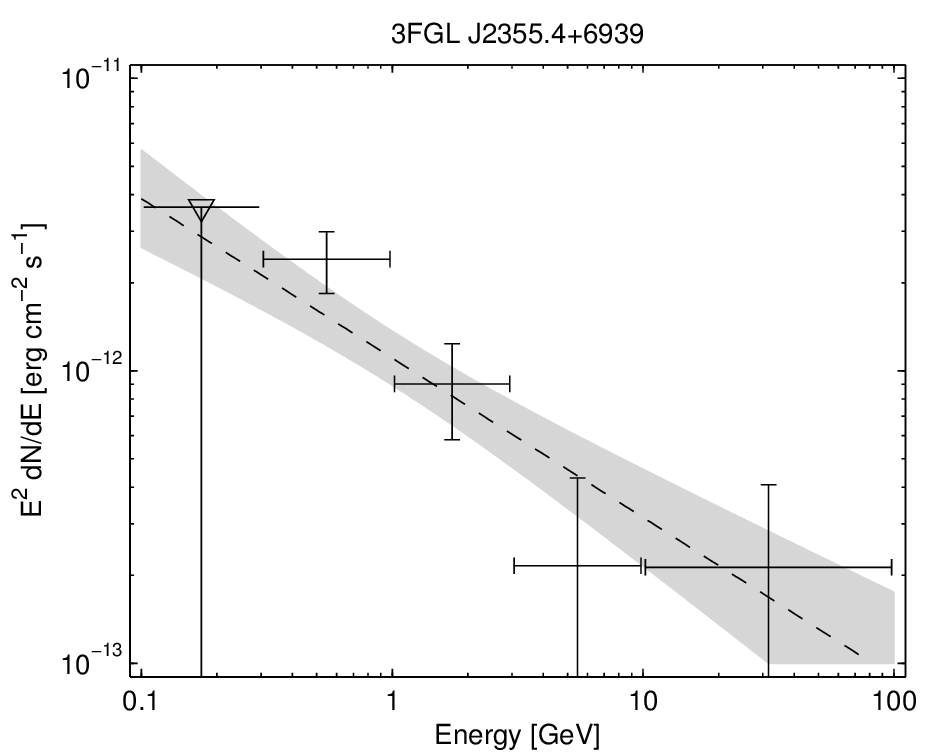 3FGL J2355.4+6939
10⁻¹¹
10⁻¹²
10⁻¹³
E² dN/dE [erg cm⁻² s⁻¹]
0.1 1 10 100
Energy [GeV]